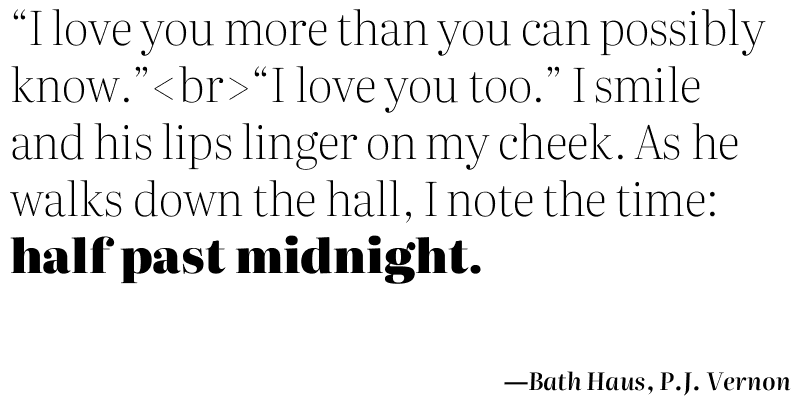 “I love you more than you can possibly
know.”<br>“I love you too.” I smile
and his lips linger on my cheek. As he
walks down the hall, I note the time:
half past midnight.
—Bath Haus, P.J. Vernon